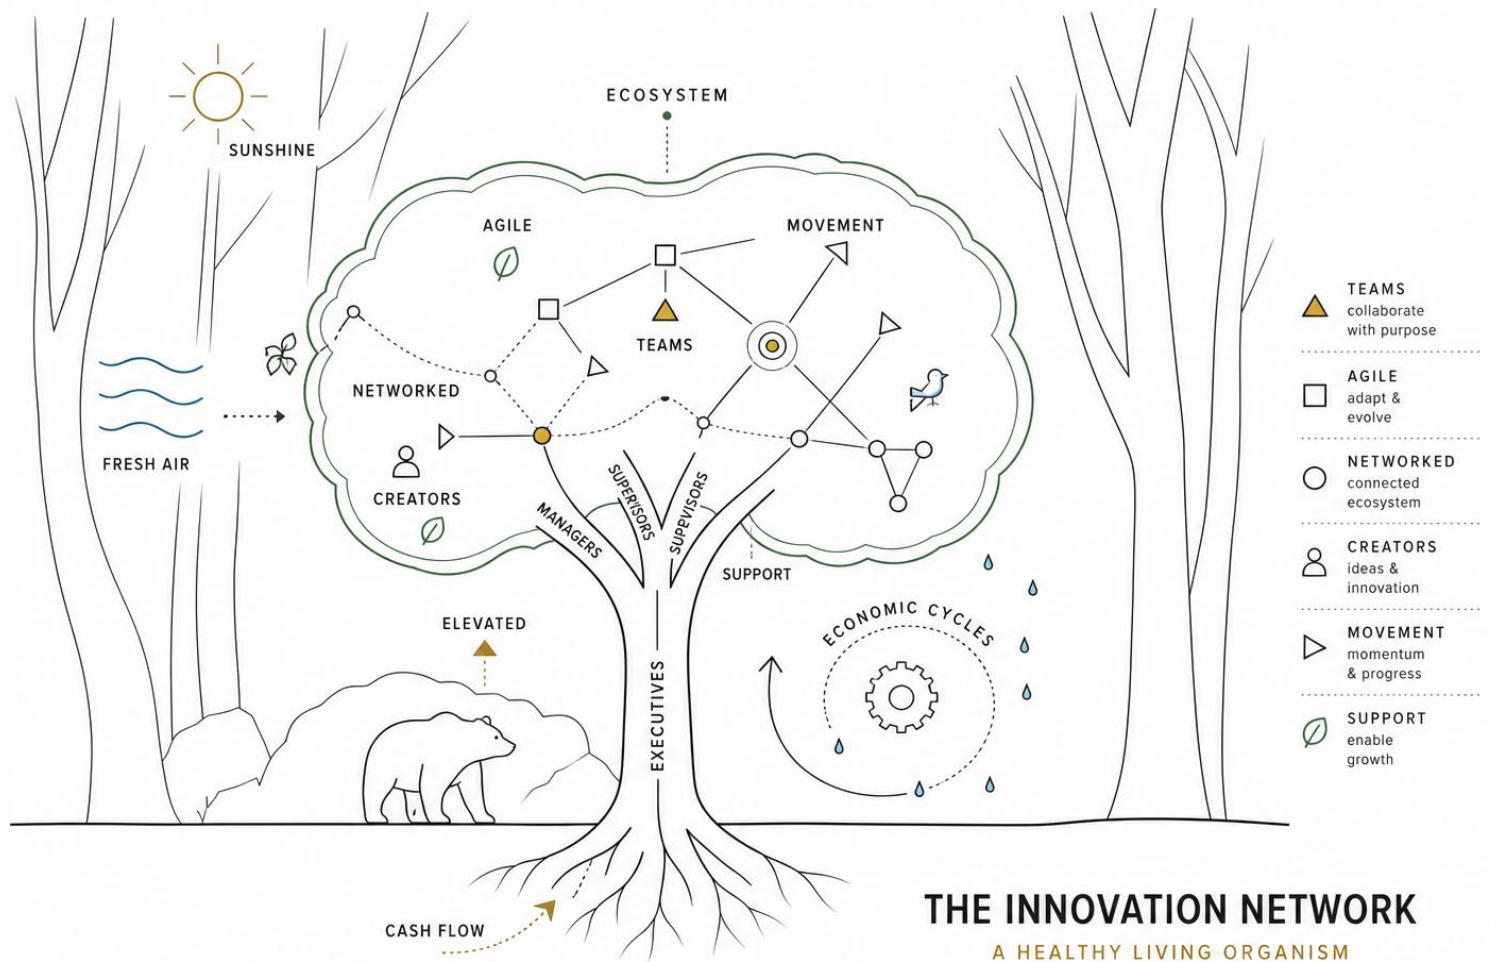 SUNSHINE
ECOSYSTEM
AGILE
MOVEMENT
TEAMS
NETWORKED
FRESH AIR
CREATORS
MANAGERS
SUPERISORS
SUPPVISORS
SUPPORT
ELEVATED
EXECUTIVES
ECONOMIC CYCLES
CASH FLOW
TEAMS
collaborate
with purpose
AGILE
adapt &
evolve
NETWORKED
connected
ecosystem
CREATORS
ideas &
innovation
MOVEMENT
momentum
& progress
SUPPORT
enable
growth
THE INNOVATION NETWORK
A HEALTHY LIVING ORGANISM